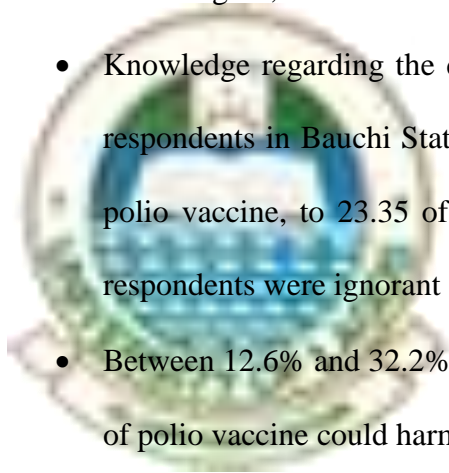 • Knowledge regarding the
respondents in Bauchi Stat
polio vaccine, to 23.35 of
respondents were ignorant
• Between 12.6% and 32.2%
of polio vaccine could harm